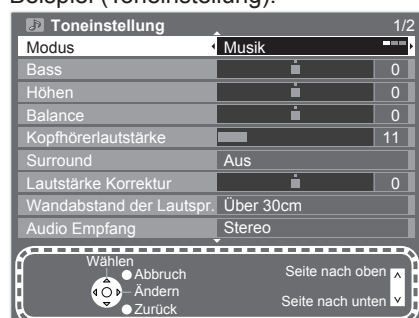 Beispiel (Toneinstellung):
Toneinstellung 1/2
Modus Musik
Bass 0
Höhen 0
Balance 0
Kopfhörerlautstärke 11
Surround Aus
Lautstärke Korrektur 0
Wandabstand der Lautspr. Über 30cm
Audio Empfang Stereo
Wählen
Abbruch
Ändern
Zurück
Seite nach oben
Seite nach unten